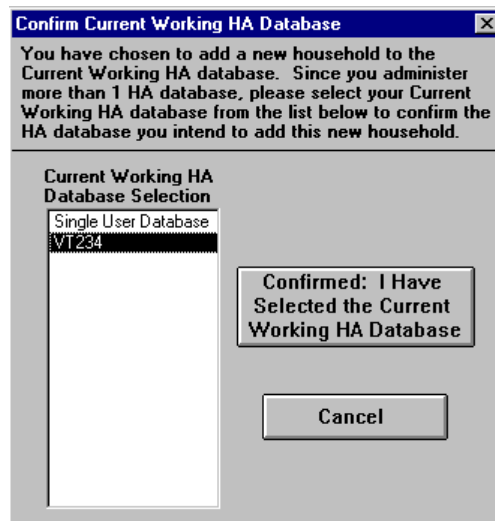 Confirm Current Working HA Database
You have chosen to add a new household to the
Current Working HA database.  Since you administer
more than 1 HA database, please select your Current
Working HA database from the list below to confirm the
HA database you intend to add this new household.
Current Working HA
Database Selection
Single User Database
VT234
Confirmed:  I Have
Selected the Current
Working HA Database
Cancel